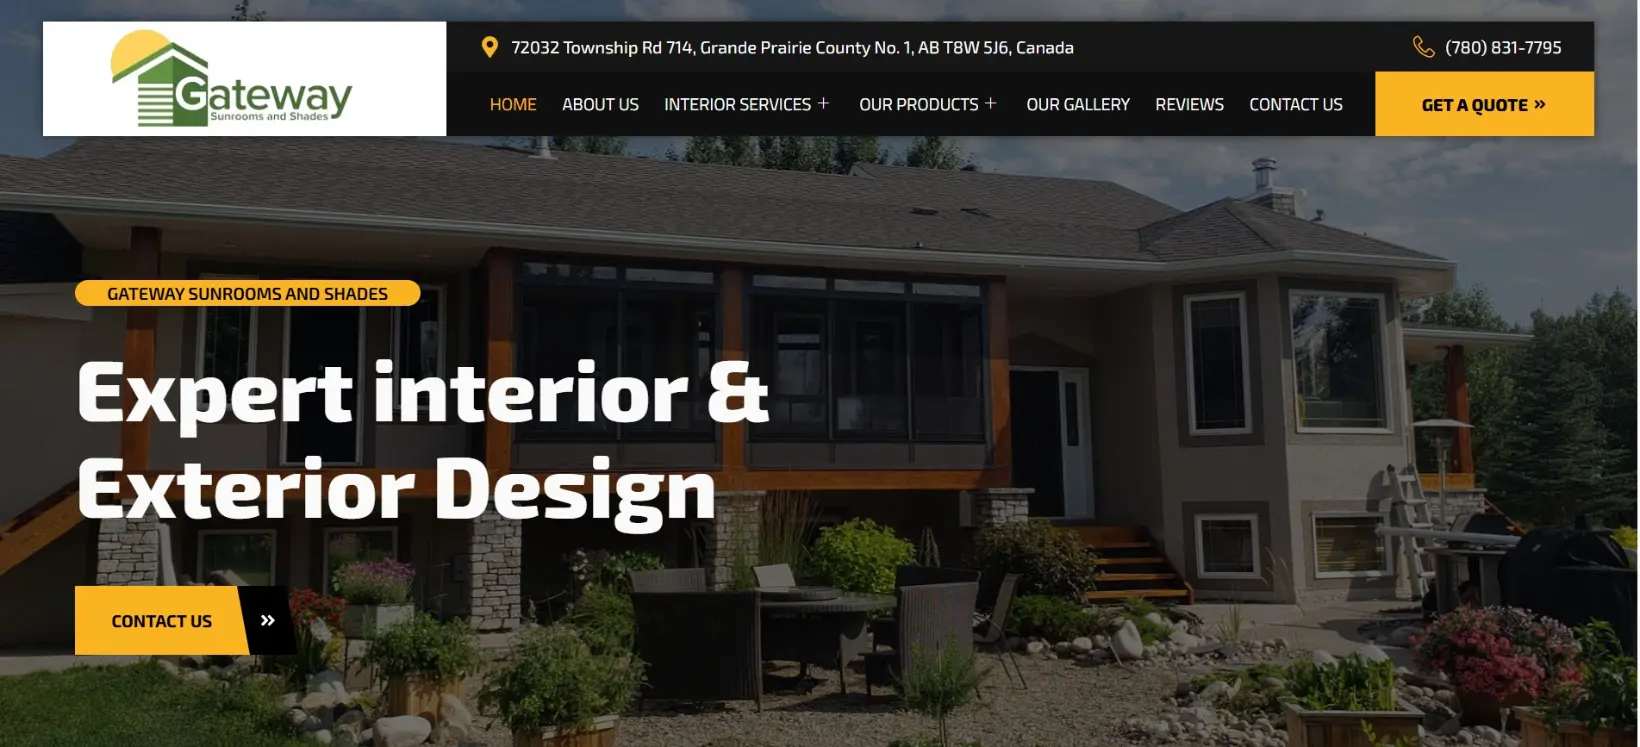 Gateway
Sunrooms and Shades
72032 Township Rd 714, Grande Prairie County No. 1, AB T8W 5J6, Canada
(780) 831-7795
HOME ABOUT US INTERIOR SERVICES + OUR PRODUCTS + OUR GALLERY REVIEWS CONTACT US
GET A QUOTE »
GATEWAY SUNROOMS AND SHADES
Expert interior &
Exterior Design
CONTACT US »